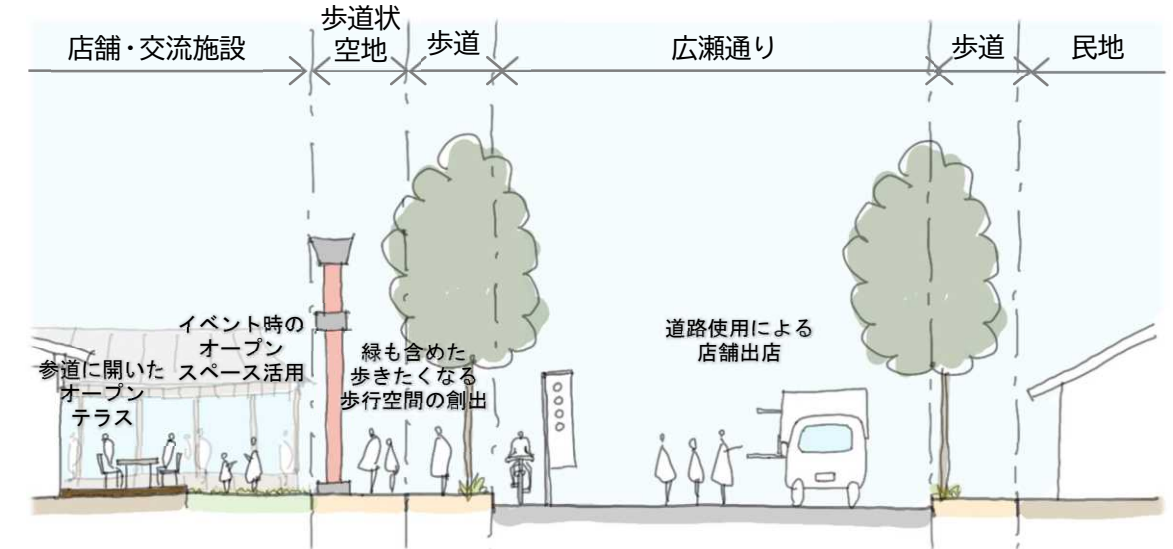 店舗・交流施設
歩道状
空地
歩道
広瀬通り
歩道
民地
参道に開いた
オープン
テラス
イベント時の
オープン
スペース活用
緑も含めた
歩きたくなる
歩行空間の創出
道路使用による
店舗出店